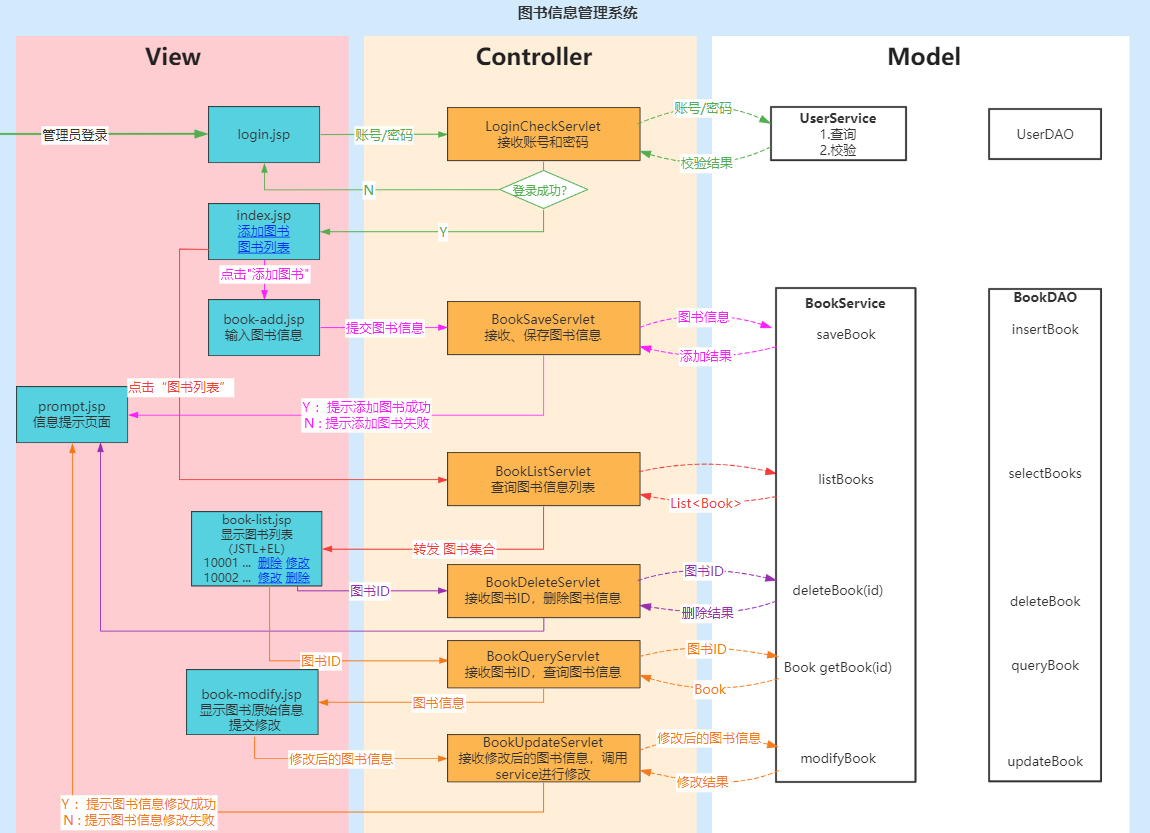 图书信息管理系统
View
Controller
Model
管理员登录
login.jsp
账号/密码
LoginCheckServlet
接收账号和密码
账号/密码
校验结果
UserService
1.查询
2.校验
UserDAO
N
登录成功?
Y
index.jsp
添加图书
图书列表
点击"添加图书"
book-add.jsp
输入图书信息
提交图书信息
BookSaveServlet
接收、保存图书信息
图书信息
添加结果
BookService
saveBook
BookDAO
insertBook
点击“图书列表”
prompt.jsp
信息提示页面
Y： 提示添加图书成功
N : 提示添加图书失败
BookListServlet
查询图书信息列表
List<Book>
listBooks
selectBooks
book-list.jsp
显示图书列表
(JSTL+EL)
10001 ... 删除 修改
10002 ... 修改 删除
转发 图书集合
图书ID
BookDeleteServlet
接收图书ID，删除图书信息
图书ID
删除结果
deleteBook(id)
deleteBook
图书ID
BookQueryServlet
接收图书ID，查询图书信息
图书ID
Book
Book getBook(id)
queryBook
book-modify.jsp
显示图书原始信息
提交修改
图书信息
修改后的图书信息
BookUpdateServlet
接收修改后的图书信息，调用
service进行修改
修改后的图书信息
修改结果
modifyBook
updateBook
Y： 提示图书信息修改成功
N : 提示图书信息修改失败